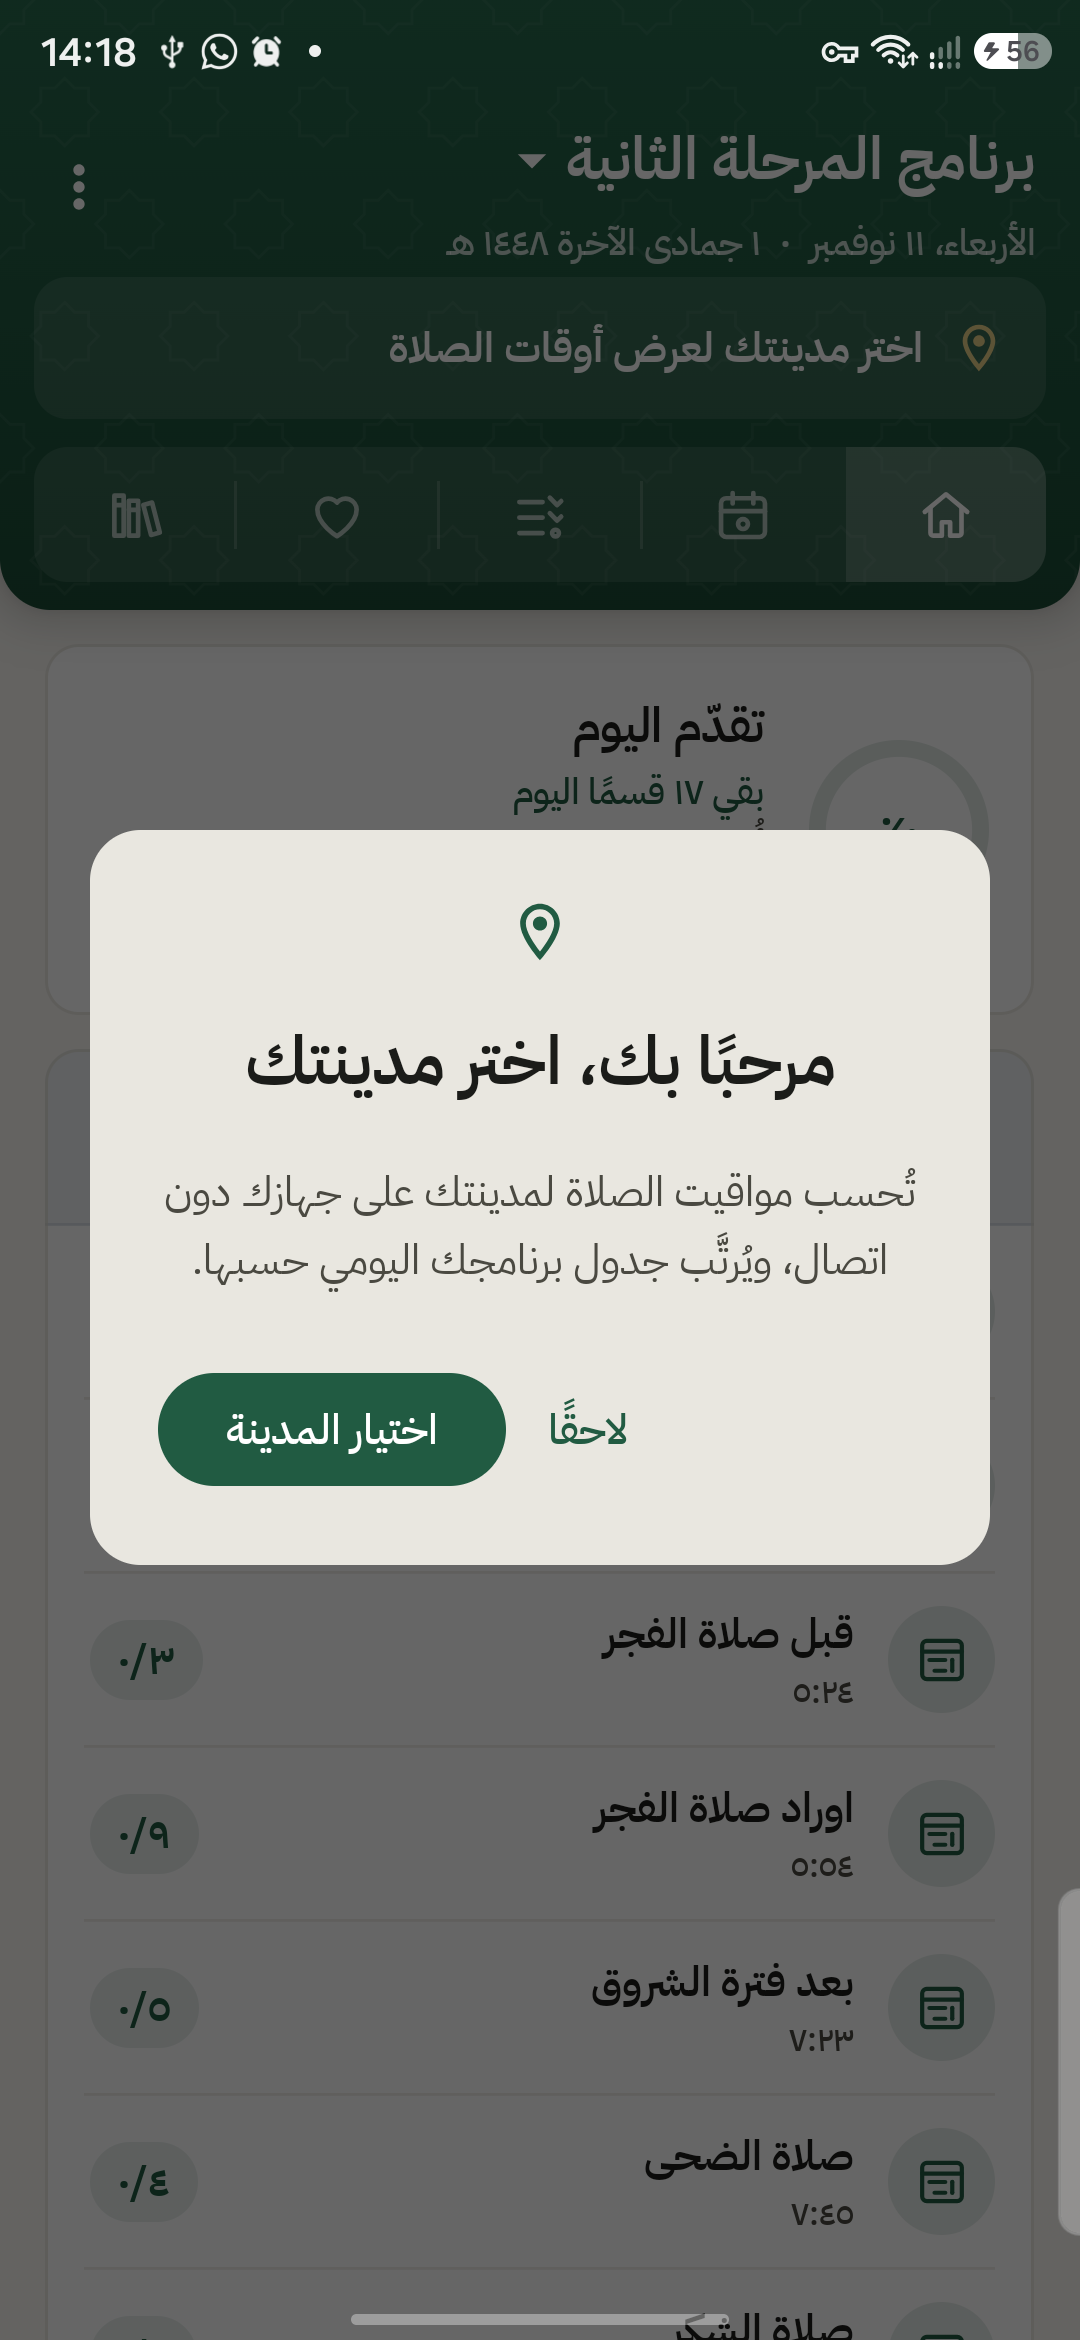 14:18
56
برنامج المرحلة الثانية
الأربعاء، ١١ نوفمبر · ١ جمادى الآخرة ١٤٤٨ هـ
اختر مدينتك لعرض أوقات الصلاة
تقدّم اليوم
بقي ١٧ قسمًا اليوم
مرحبًا بك، اختر مدينتك
تُحسب مواقيت الصلاة لمدينتك على جهازك دون
اتصال، ويُرتَّب جدول برنامجك اليومي حسبها.
لاحقًا
اختيار المدينة
قبل صلاة الفجر
٥:٢٤
٠/٣
اوراد صلاة الفجر
٥:٥٤
٠/٩
بعد فترة الشروق
٧:٢٣
٠/٥
صلاة الضحى
٧:٤٥
٠/٤
صلاة الشكر